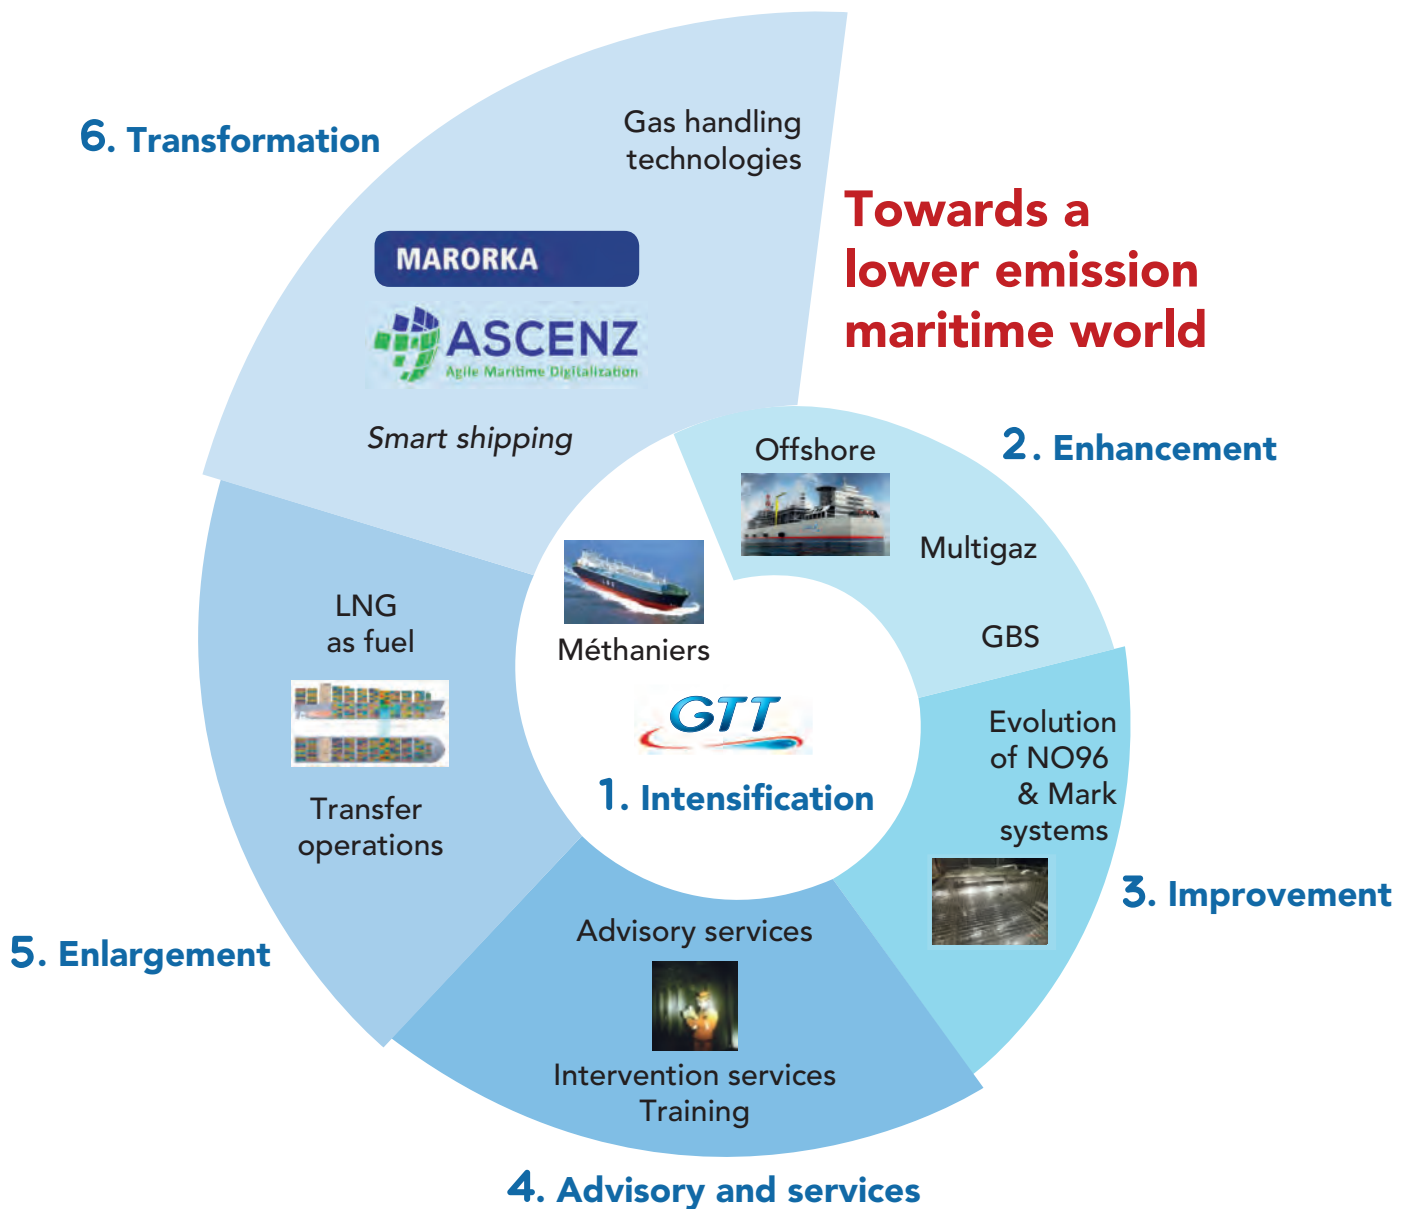 6. Transformation
Gas handling
technologies
MARORKA
ASCENZ
Agile Maritime Digitalization
Smart shipping
Towards a
lower emission
maritime world
Offshore
2. Enhancement
Multigaz
GBS
LNG
as fuel
Méthaniers
GTT
1. Intensification
Evolution
of NO96
& Mark
systems
3. Improvement
Transfer
operations
5. Enlargement
Advisory services
Intervention services
Training
4. Advisory and services
LNG